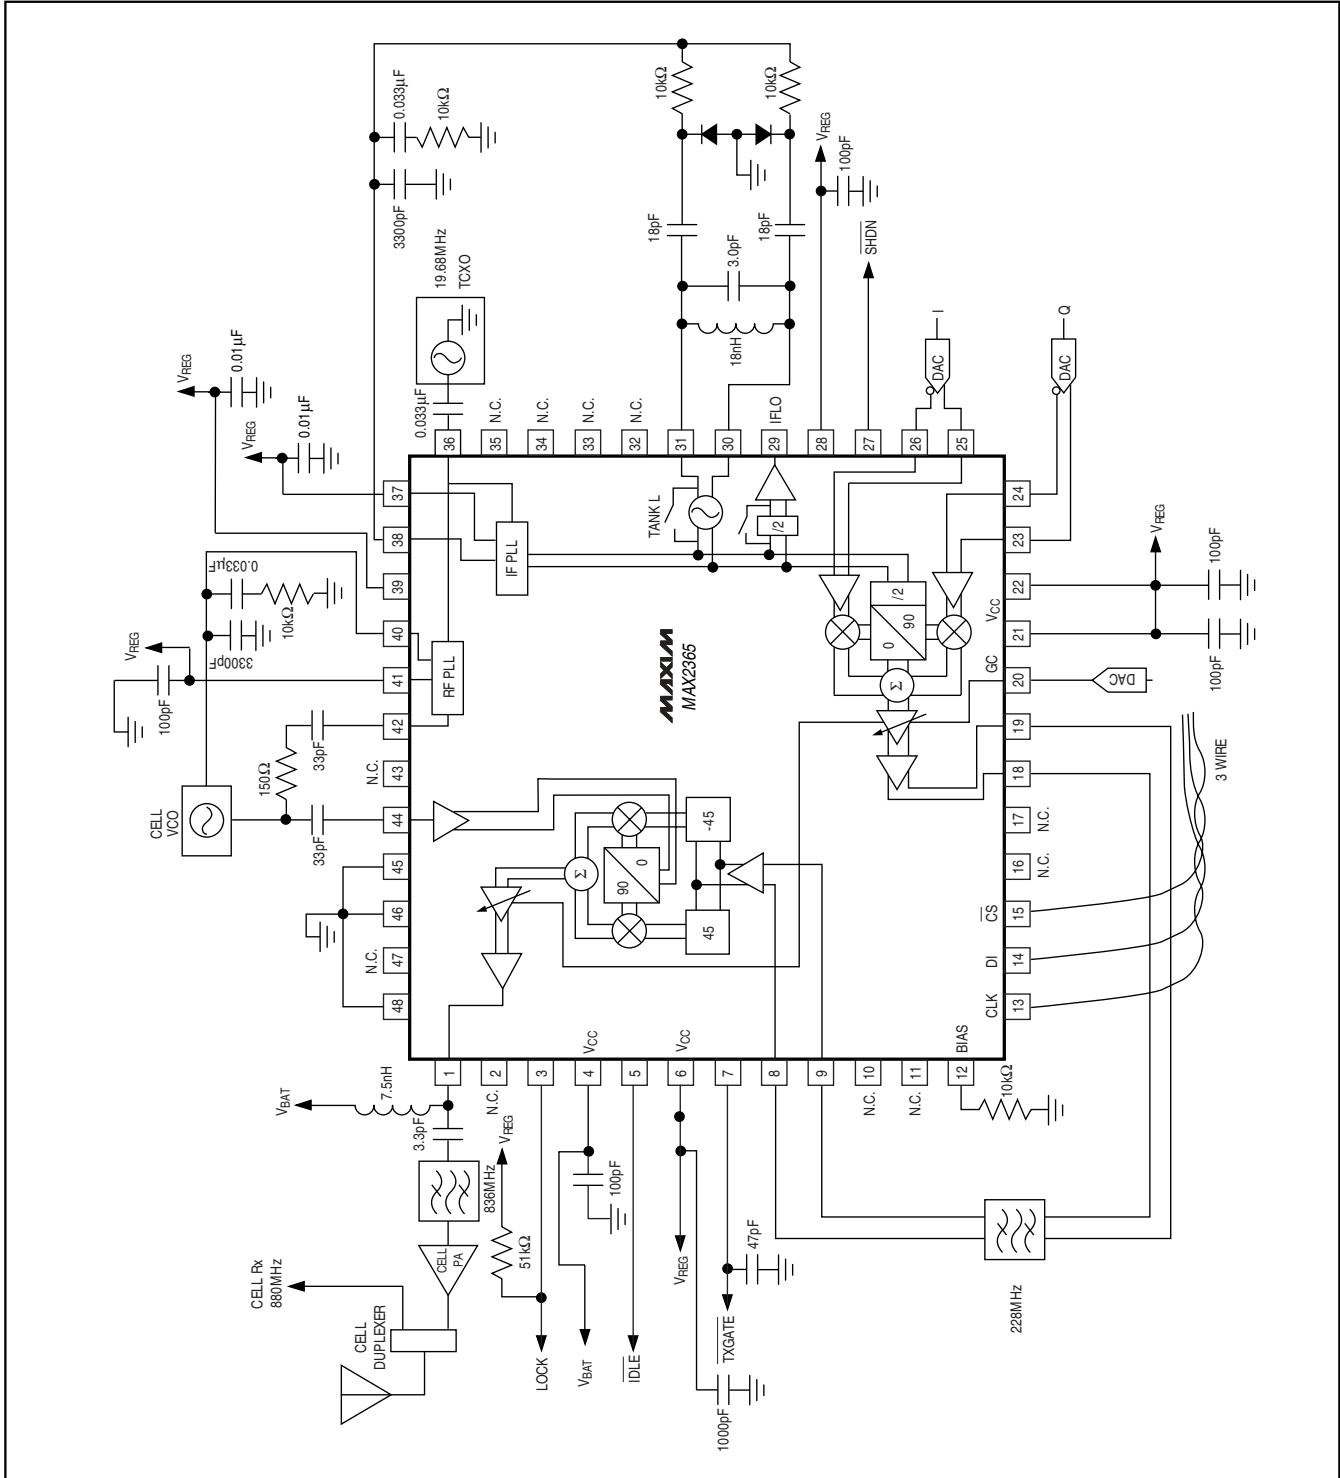 0.033µF
10kΩ
3300pF
19.68MHz
TCXO
0.033µF
10kΩ
10kΩ
18pF
18pF
3.0pF
18nH
VREG
100pF
SHDN
I
DAC
Q
DAC
VREG
0.01µF
VREG
0.01µF
36
35
N.C.
34
N.C.
33
N.C.
32
N.C.
31
30
29
IFLO
28
27
26
25
37
38
39
40
41
42
43
N.C.
44
45
46
47
N.C.
48
0.033µF
10kΩ
3300pF
VREG
100pF
33pF
150Ω
33pF
CELL
VCO
IF PLL
RF PLL
TANK L
/2
/2
90
0
Σ
MAXIM
MAX2365
Σ
90
0
-45
45
24
23
22
VCC
21
GC
20
19
18
17
N.C.
16
N.C.
15
CS
14
DI
13
CLK
VREG
100pF
100pF
DAC
3 WIRE
1
2
N.C.
3
4
VCC
5
6
VCC
7
8
9
10
N.C.
11
N.C.
12
BIAS
10kΩ
VBAT
7.5nH
3.3pF
836MHz
CELL
PA
CELL Rx
880MHz
CELL
DUPLEXER
VREG
51kΩ
LOCK
100pF
VBAT
IDLE
VREG
1000pF
TXGATE
47pF
228MHz